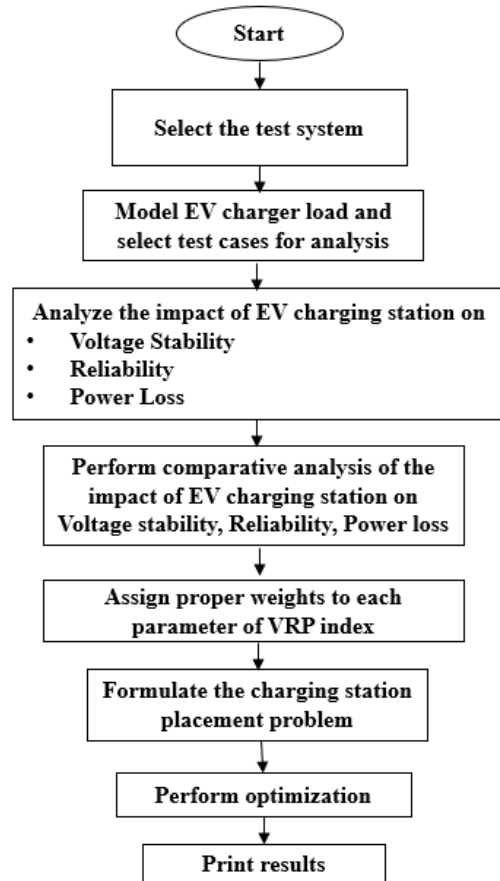 Start
Select the test system
Model EV charger load and
select test cases for analysis
Analyze the impact of EV charging station on
• Voltage Stability
• Reliability
• Power Loss
Perform comparative analysis of the
impact of EV charging station on
Voltage stability, Reliability, Power loss
Assign proper weights to each
parameter of VRP index
Formulate the charging station
placement problem
Perform optimization
Print results